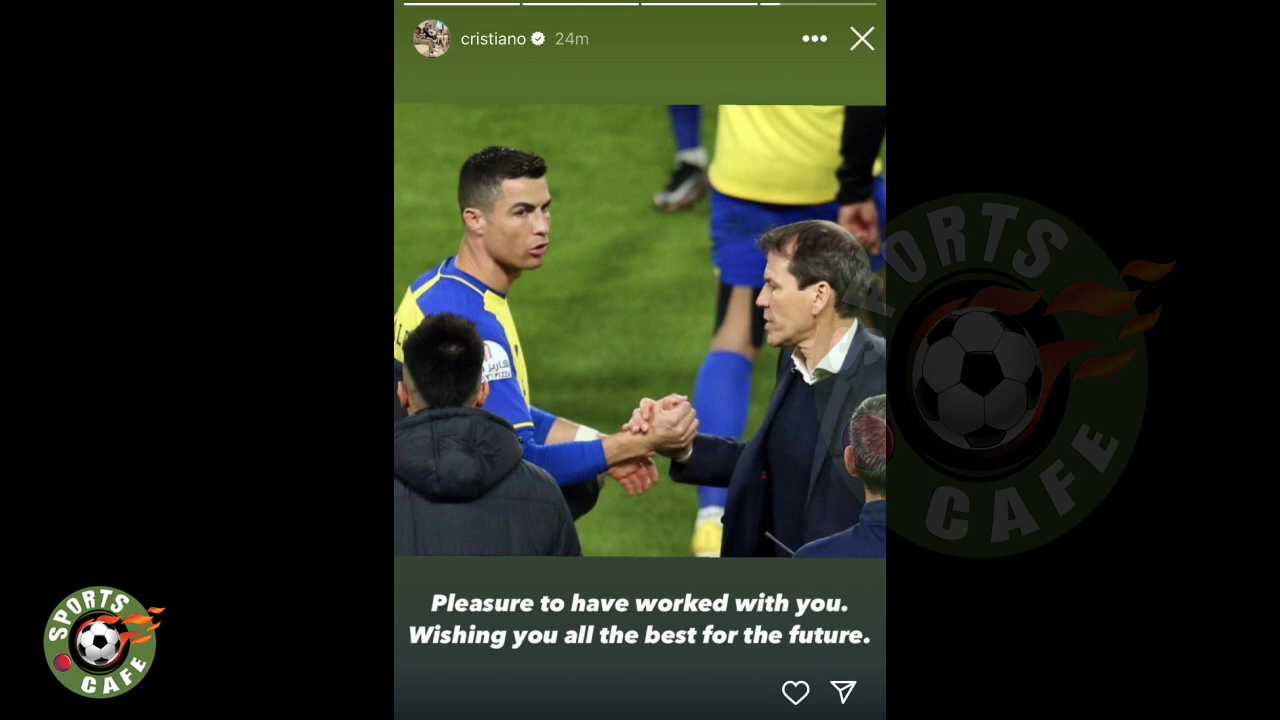 cristiano 24m
هارفز
Pleasure to have worked with you.
Wishing you all the best for the future.
SPORTS
CAFE
SPORTS
CAFE